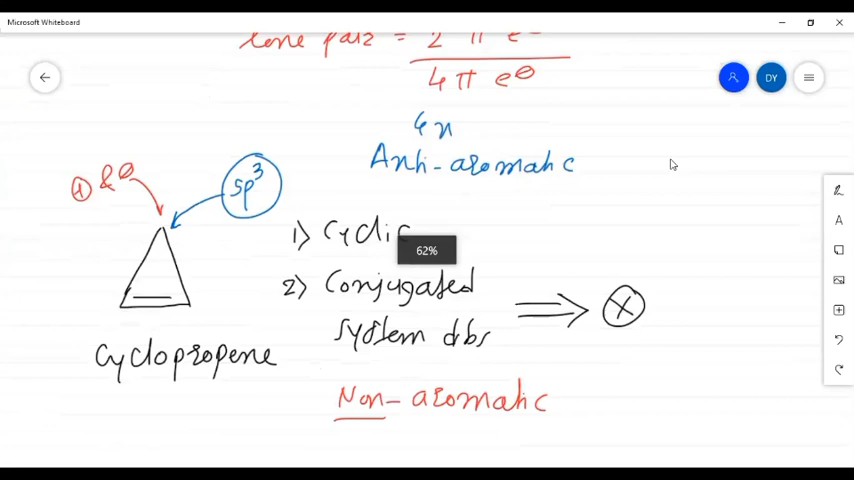 Microsoft Whiteboard
lone pair = 2 π e⊖
4 π e⊖
DY
4n
Anti-aromatic
⊕ & ⊖
sp³
1) Cyclic
62%
2) Conjugated
system dbs
Cyclopropene
Non-aromatic
A